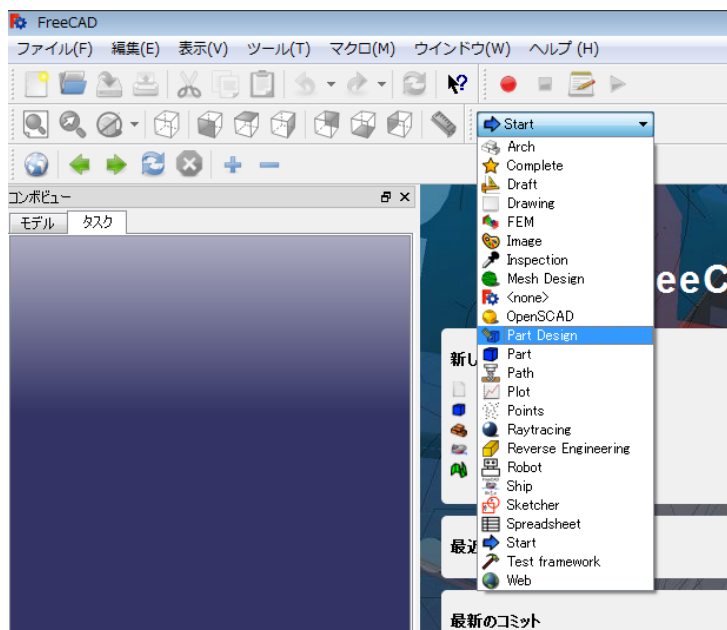 FreeCAD
ファイル(F) 編集(E) 表示(V) ツール(T) マクロ(M) ウインドウ(W) ヘルプ (H)
Start
コンボビュー
モデル タスク
Arch
Complete
Draft
Drawing
FEM
Image
Inspection
Mesh Design
<none>
OpenSCAD
Part Design
Part
Path
Plot
Points
Raytracing
Reverse Engineering
Robot
Ship
Sketcher
Spreadsheet
Start
Test framework
Web
eeC
新し
最近
最新のコミット